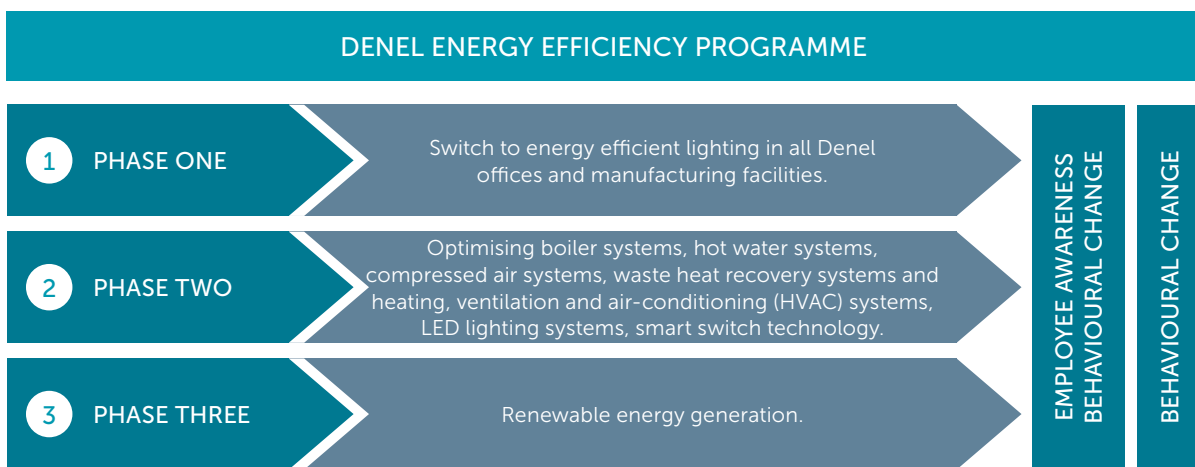 DENEL ENERGY EFFICIENCY PROGRAMME
1 PHASE ONE
Switch to energy efficient lighting in all Denel
offices and manufacturing facilities.
2 PHASE TWO
Optimising boiler systems, hot water systems,
compressed air systems, waste heat recovery systems and
heating, ventilation and air-conditioning (HVAC) systems,
LED lighting systems, smart switch technology.
3 PHASE THREE
Renewable energy generation.
EMPLOYEE AWARENESS
BEHAVIOURAL CHANGE
BEHAVIOURAL CHANGE